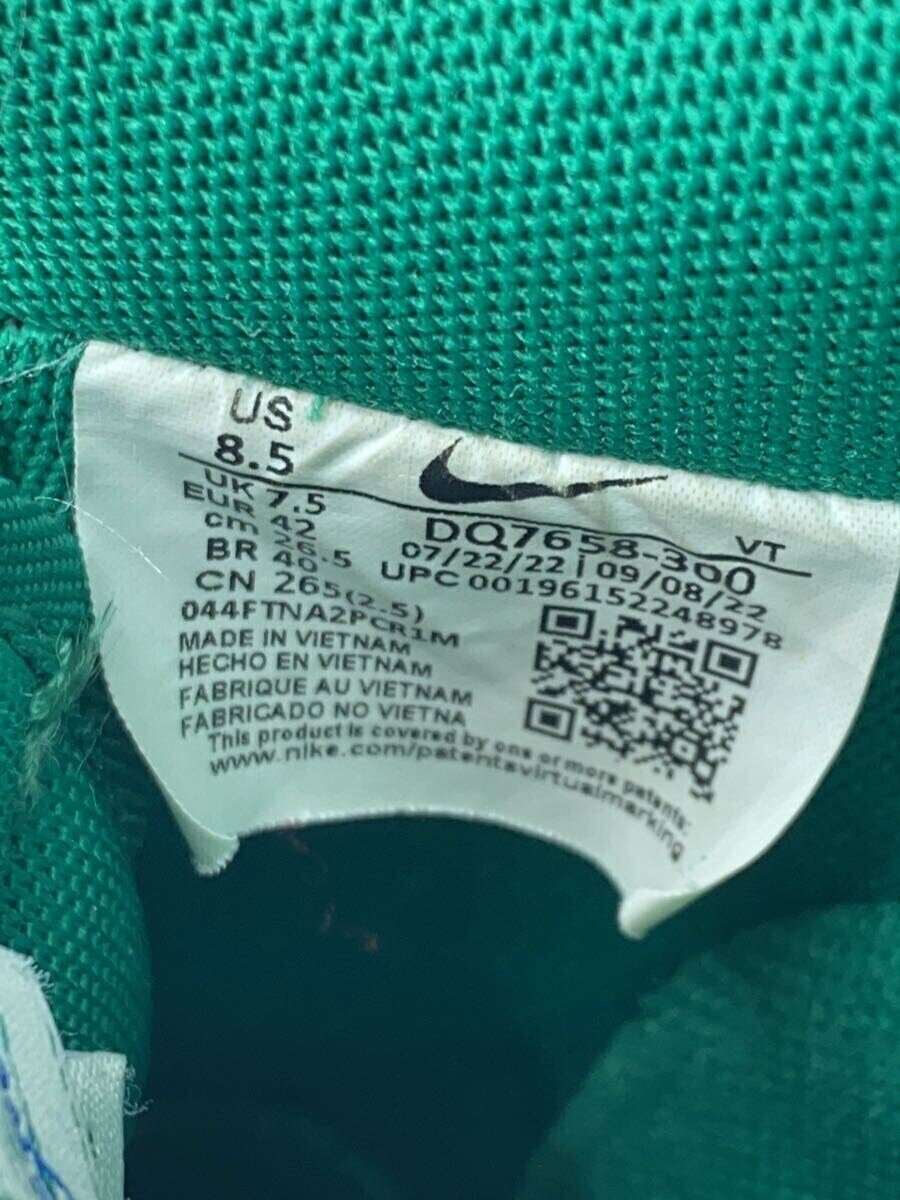 US
8.5
UK 7.5
EUR 42
cm 26.5
BR 40.5
CN 265(2.5)
044FTNA2PCR1M
MADE IN VIETNAM
HECHO EN VIETNAM
FABRIQUE AU VIETNAM
FABRICADO NO VIETNA
This product is covered by one or more patents:
www.nike.com/patentsvirtualmarking
DQ7658-300
VT
07/22/22 | 09/08/22
UPC 00196152248978